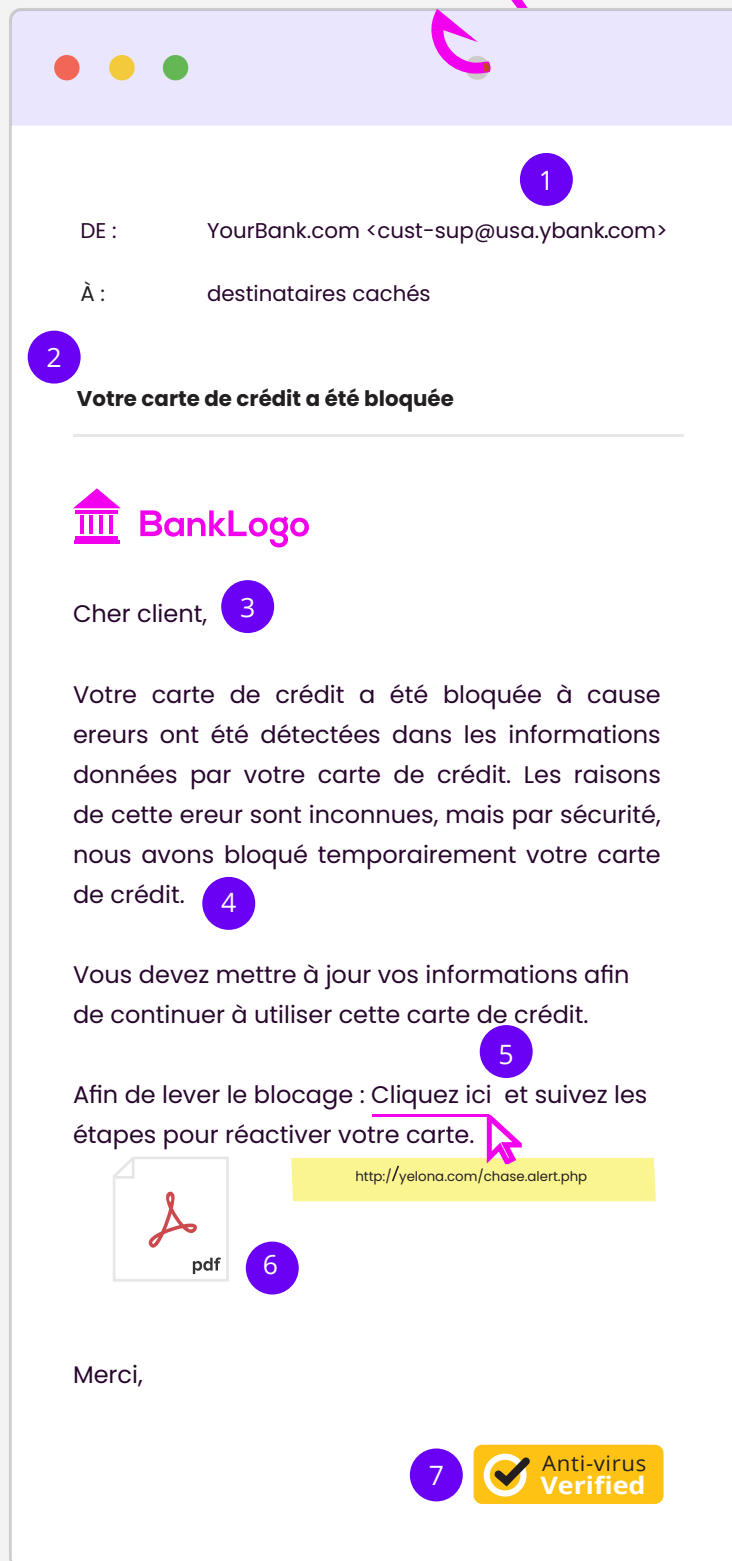 1
DE : YourBank.com <cust-sup@usa.ybank.com>
À : destinataires cachés
2
Votre carte de crédit a été bloquée
BankLogo
Cher client, 3
Votre carte de crédit a été bloquée à cause
ereurs ont été détectées dans les informations
données par votre carte de crédit. Les raisons
de cette ereur sont inconnues, mais par sécurité,
nous avons bloqué temporairement votre carte
de crédit. 4
Vous devez mettre à jour vos informations afin
de continuer à utiliser cette carte de crédit.
5
Afin de lever le blocage : Cliquez ici et suivez les
étapes pour réactiver votre carte.
http://yelona.com/chase.alert.php
pdf 6
Merci,
7 Anti-virus
Verified